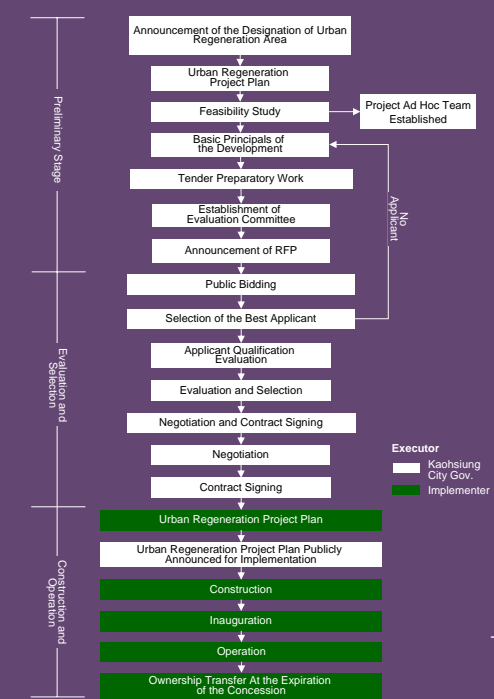 Announcement of the Designation of Urban
Regeneration Area
Urban Regeneration
Project Plan
Feasibility Study
Project Ad Hoc Team
Established
Basic Principals of
the Development
Tender Preparatory Work
Establishment of
Evaluation Committee
Announcement of RFP
No
Applicant
Preliminary Stage
Public Bidding
Selection of the Best Applicant
Applicant Qualification
Evaluation
Evaluation and Selection
Negotiation and Contract Signing
Negotiation
Contract Signing
Evaluation and
Selection
Executor
Kaohsiung
City Gov.
Implementer
Urban Regeneration Project Plan
Urban Regeneration Project Plan Publicly
Announced for Implementation
Construction
Inauguration
Operation
Ownership Transfer At the Expiration
of the Concession
Construction and
Operation